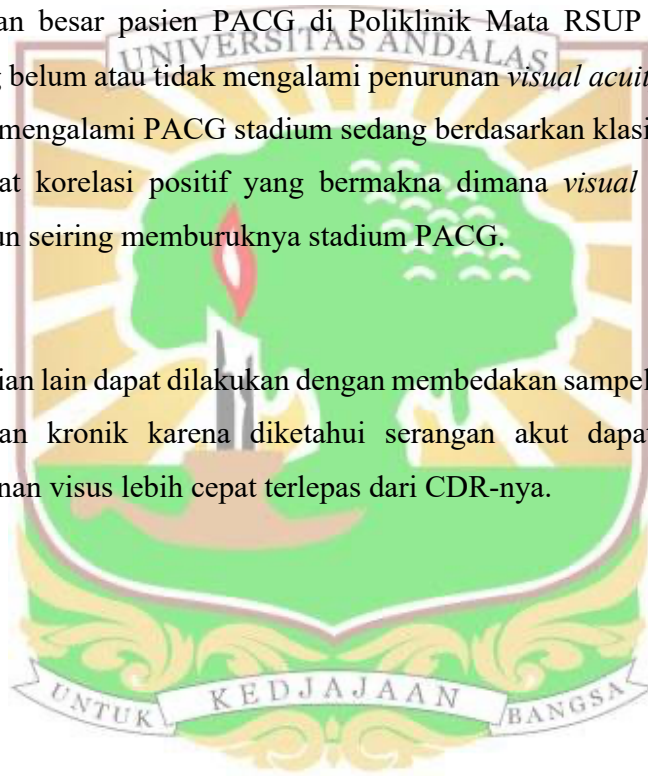 an besar pasien PACG di Poliklinik Mata RSUP
UNIVERSITAS ANDALAS
belum atau tidak mengalami penurunan visual acuit
mengalami PACG stadium sedang berdasarkan klasi
at korelasi positif yang bermakna dimana visual
un seiring memburuknya stadium PACG.
ian lain dapat dilakukan dengan membedakan sampel
an kronik karena diketahui serangan akut dapat
nan visus lebih cepat terlepas dari CDR-nya.
UNTUK KEDJAJAAN BANGSA